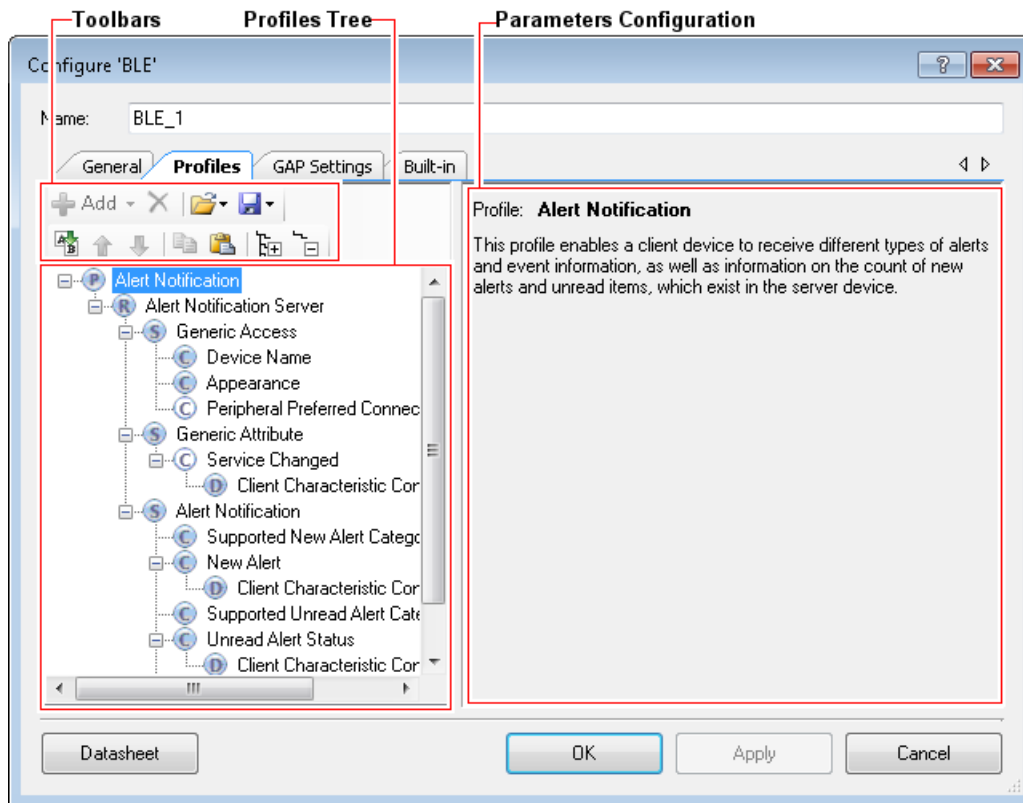 Toolbars Profiles Tree Parameters Configuration
Configure 'BLE'
Name: BLE_1
General Profiles GAP Settings Built-in
Add
Profile: Alert Notification
This profile enables a client device to receive different types of alerts
and event information, as well as information on the count of new
alerts and unread items, which exist in the server device.
P Alert Notification
R Alert Notification Server
S Generic Access
C Device Name
C Appearance
C Peripheral Preferred Connec
S Generic Attribute
C Service Changed
D Client Characteristic Cor
S Alert Notification
C Supported New Alert Catego
C New Alert
D Client Characteristic Cor
C Supported Unread Alert Cate
C Unread Alert Status
D Client Characteristic Cor
Datasheet OK Apply Cancel